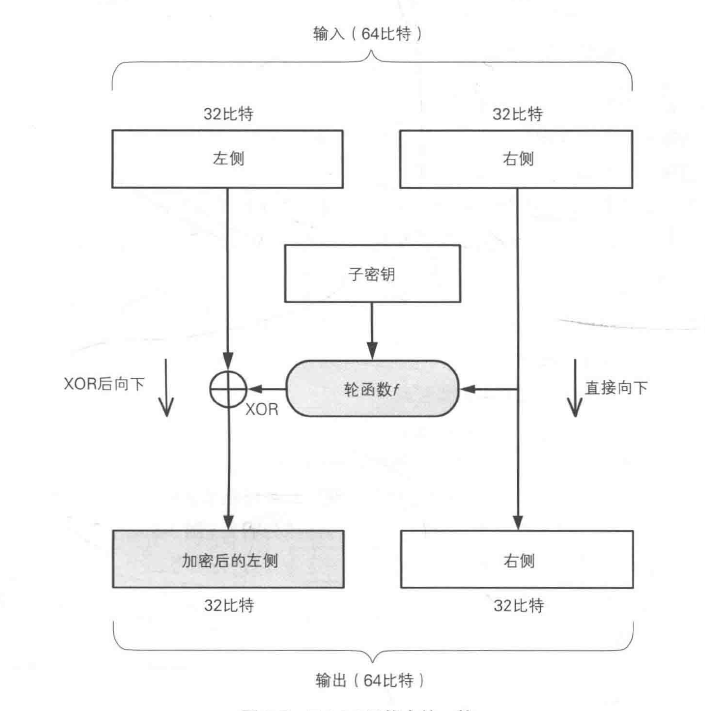 输入（64比特）
32比特
32比特
左侧
右侧
子密钥
XOR后向下
轮函数f
直接向下
XOR
加密后的左侧
右侧
32比特
32比特
输出（64比特）